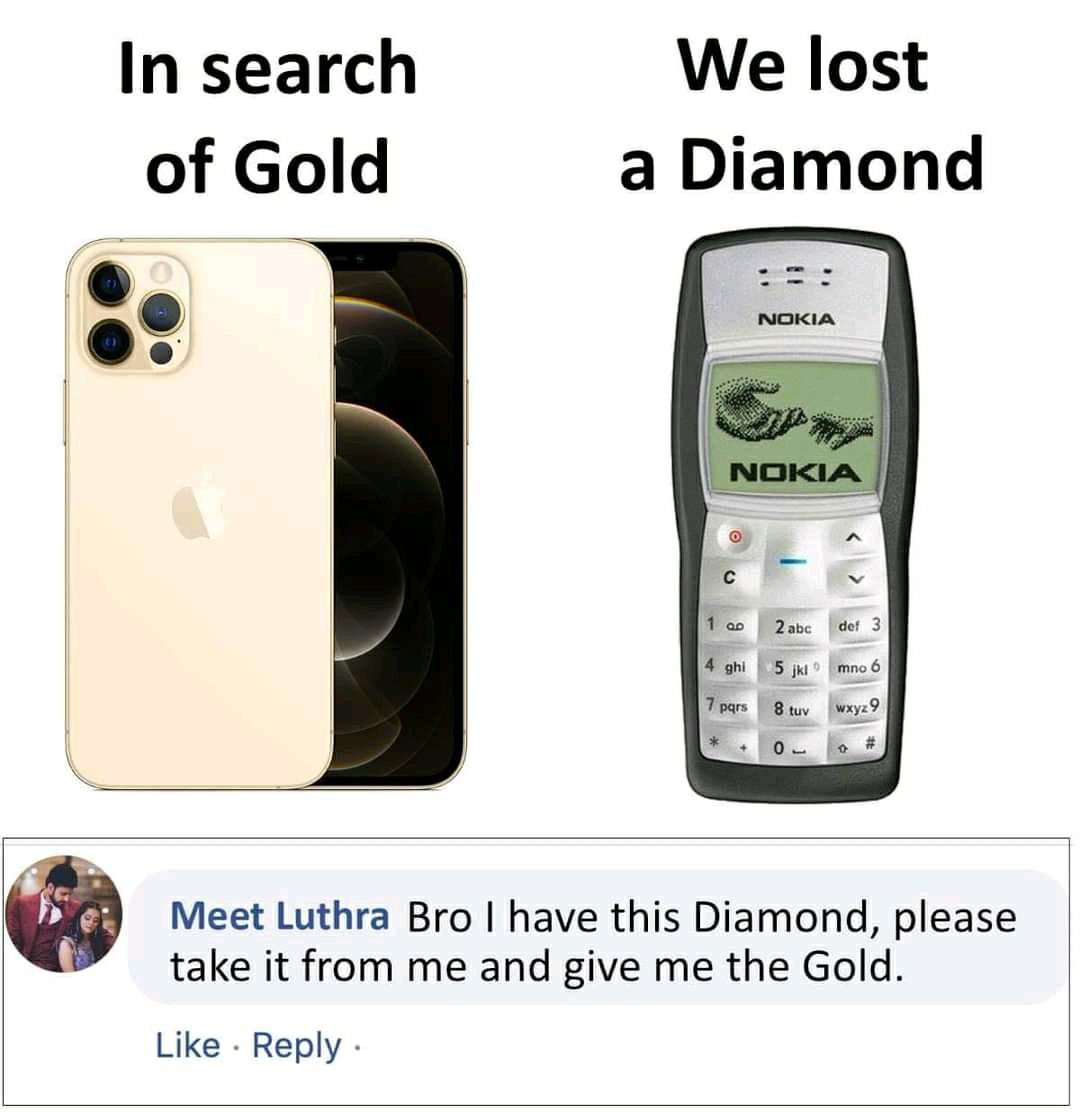 In search
of Gold
We lost
a Diamond
NOKIA
NOKIA
C
1 2 abc def 3
4 ghi 5 jkl mno 6
7 pqrs 8 tuv wxyz 9
* + 0 #
Meet Luthra Bro I have this Diamond, please
take it from me and give me the Gold.
Like · Reply ·